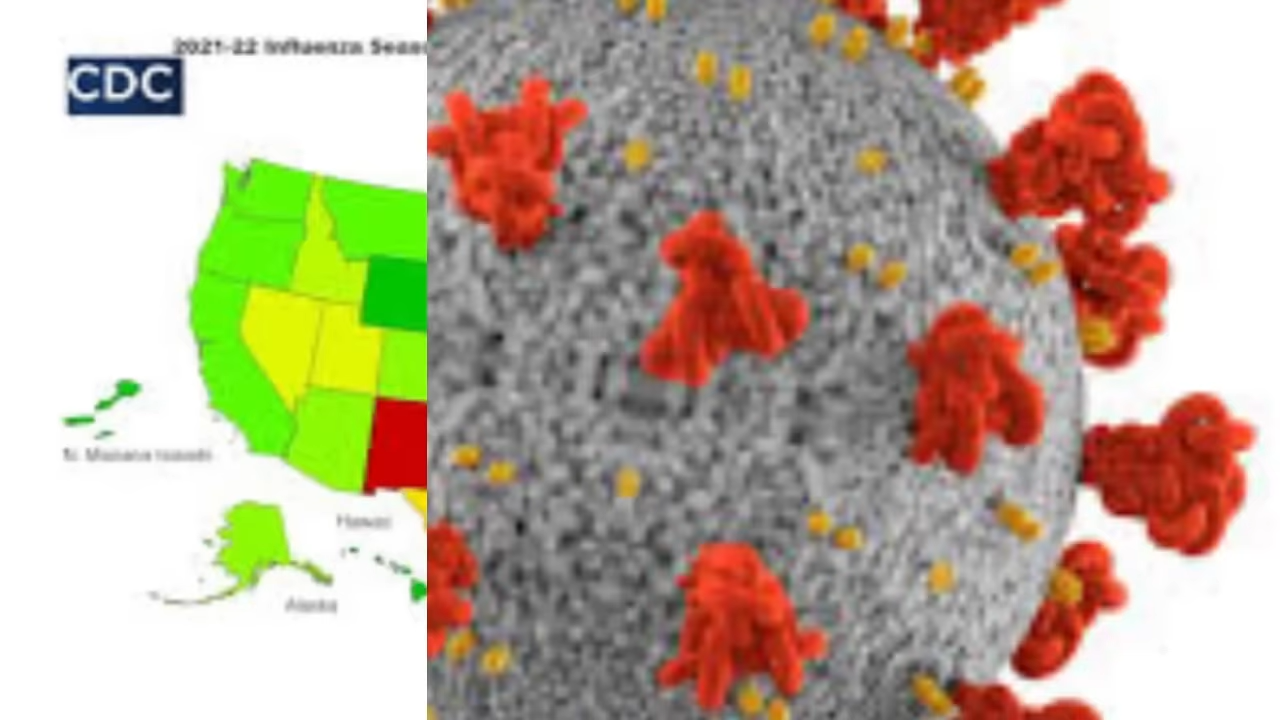 2021-22 Influenza Seas
CDC
N. Mariana Islands
Hawaii
Alaska